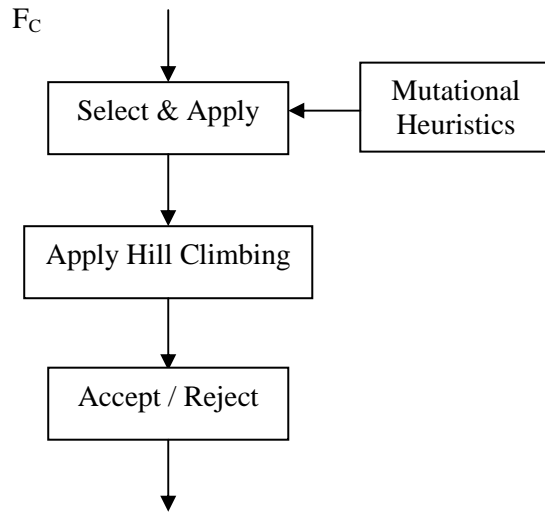 F_C
Select & Apply
Mutational
Heuristics
Apply Hill Climbing
Accept / Reject